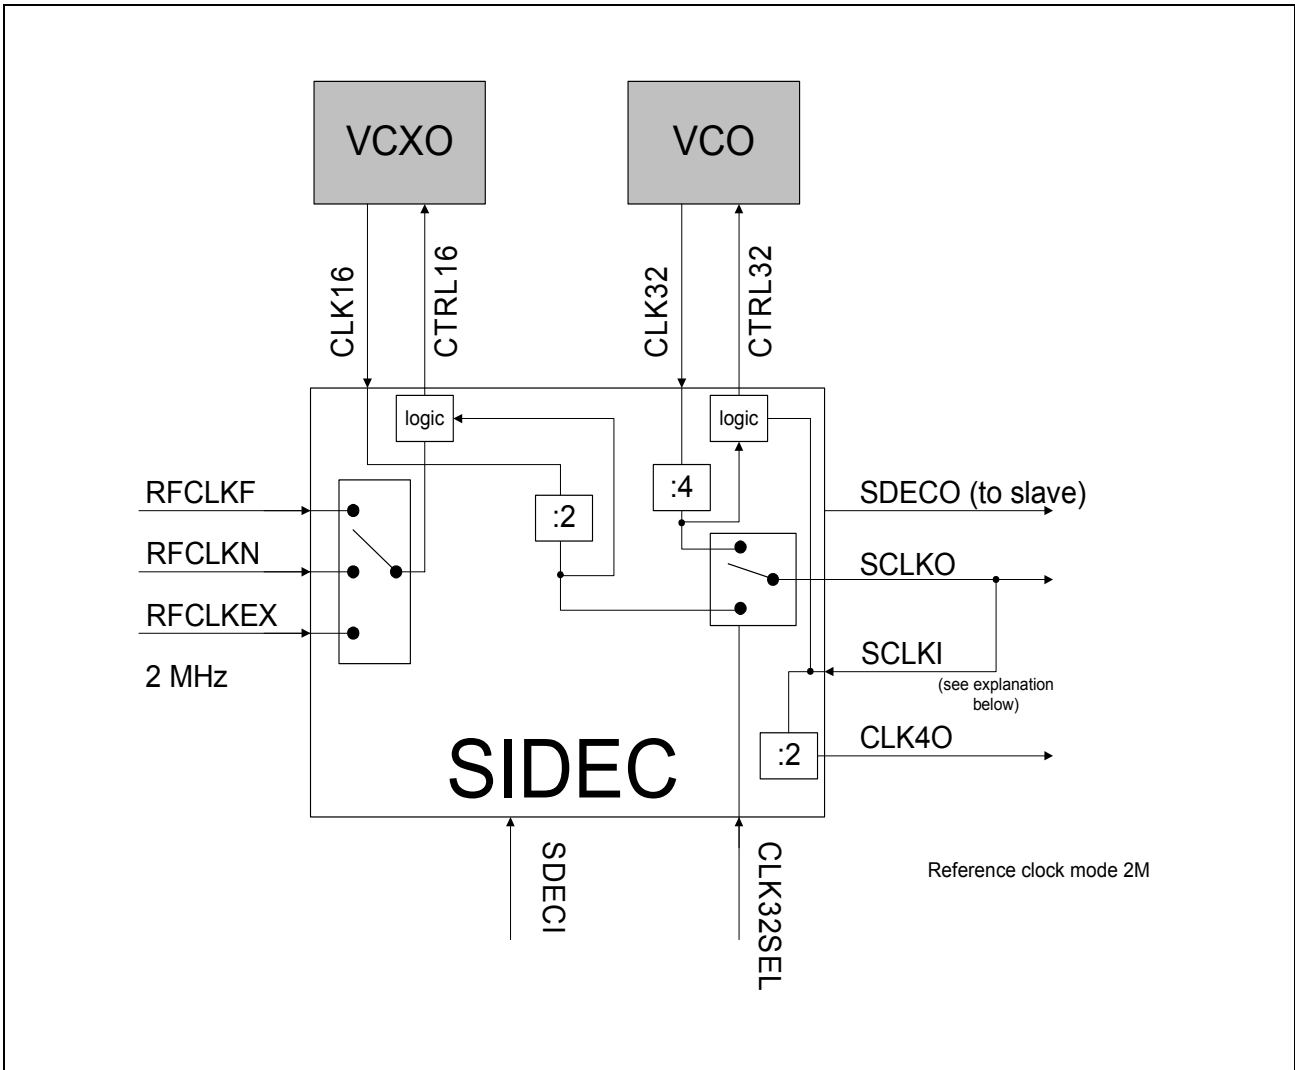 VCXO
VCO
CLK16
CTRL16
CLK32
CTRL32
logic
logic
RFCLKF
:4
SDECO (to slave)
:2
RFCLKN
SCLKO
RFCLKEX
SCLKI
2 MHz
(see explanation
below)
CLK4O
:2
SIDEC
SDECI
CLK32SEL
Reference clock mode 2M